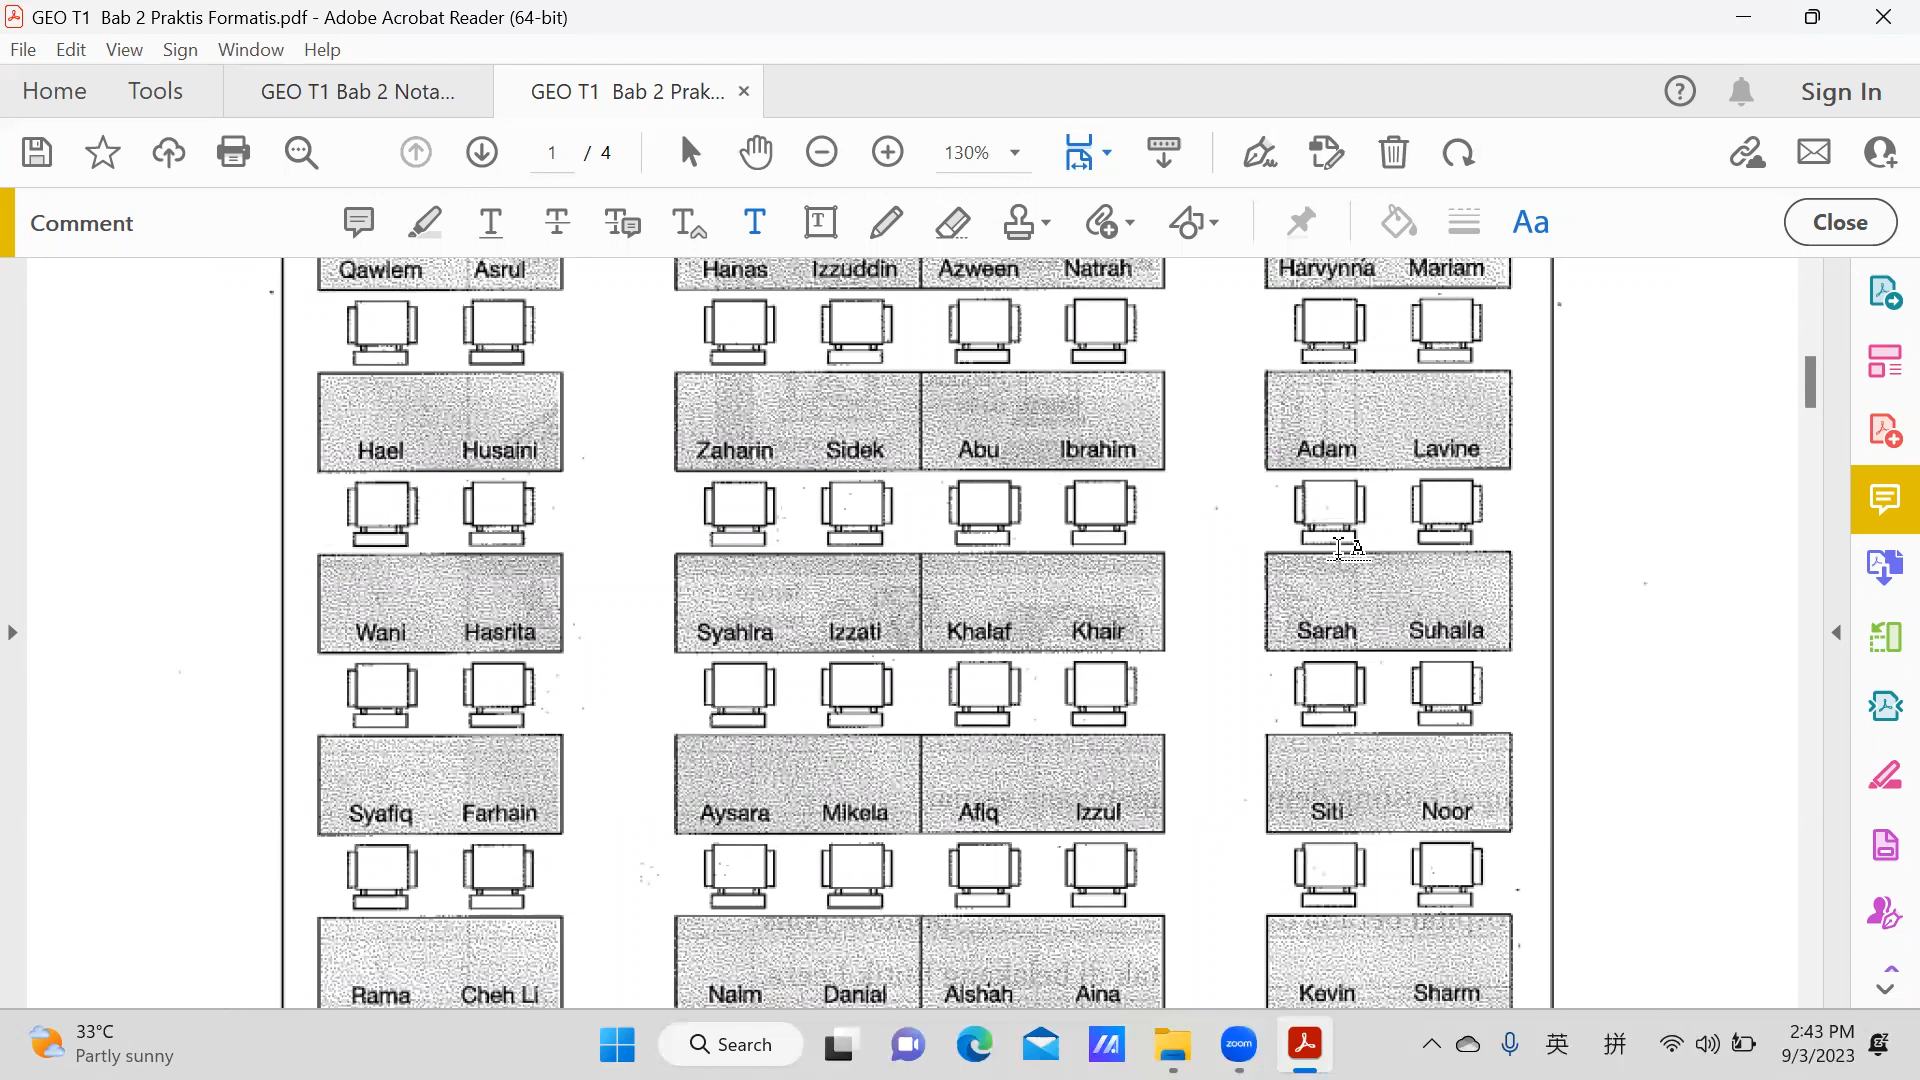 GEO T1 Bab 2 Praktis Formatis.pdf - Adobe Acrobat Reader (64-bit)
File Edit View Sign Window Help
Home Tools GEO T1 Bab 2 Nota... GEO T1 Bab 2 Prak... Sign In
1 / 4 130%
Comment Aa Close
Qawiem Asrul Hanas Izzuddin Azween Natrah Harvynna Mariam
Hael Husaini Zaharin Sidek Abu Ibrahim Adam Lavine
Wani Hasrita Syahira Izzati Khalaf Khair Sarah Suhaila
Syafiq Farhain Aysara Mikela Afiq Izzul Siti Noor
Rama Cheh Li Naim Danial Aishah Aina Kevin Sharm
33°C
Partly sunny
Search
zoom
英 拼
2:43 PM
9/3/2023